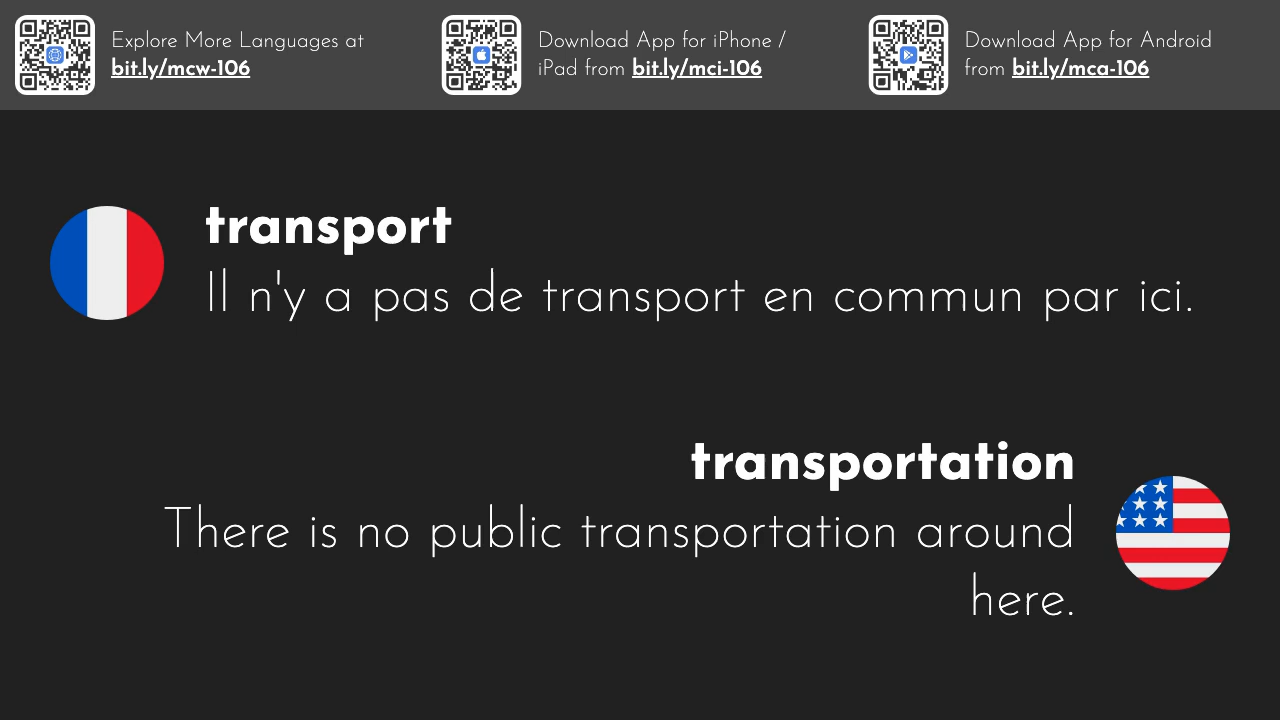 Explore More Languages at
bit.ly/mcw-106
Download App for iPhone /
iPad from bit.ly/mci-106
Download App for Android
from bit.ly/mca-106
transport
Il n'y a pas de transport en commun par ici.
transportation
There is no public transportation around
here.